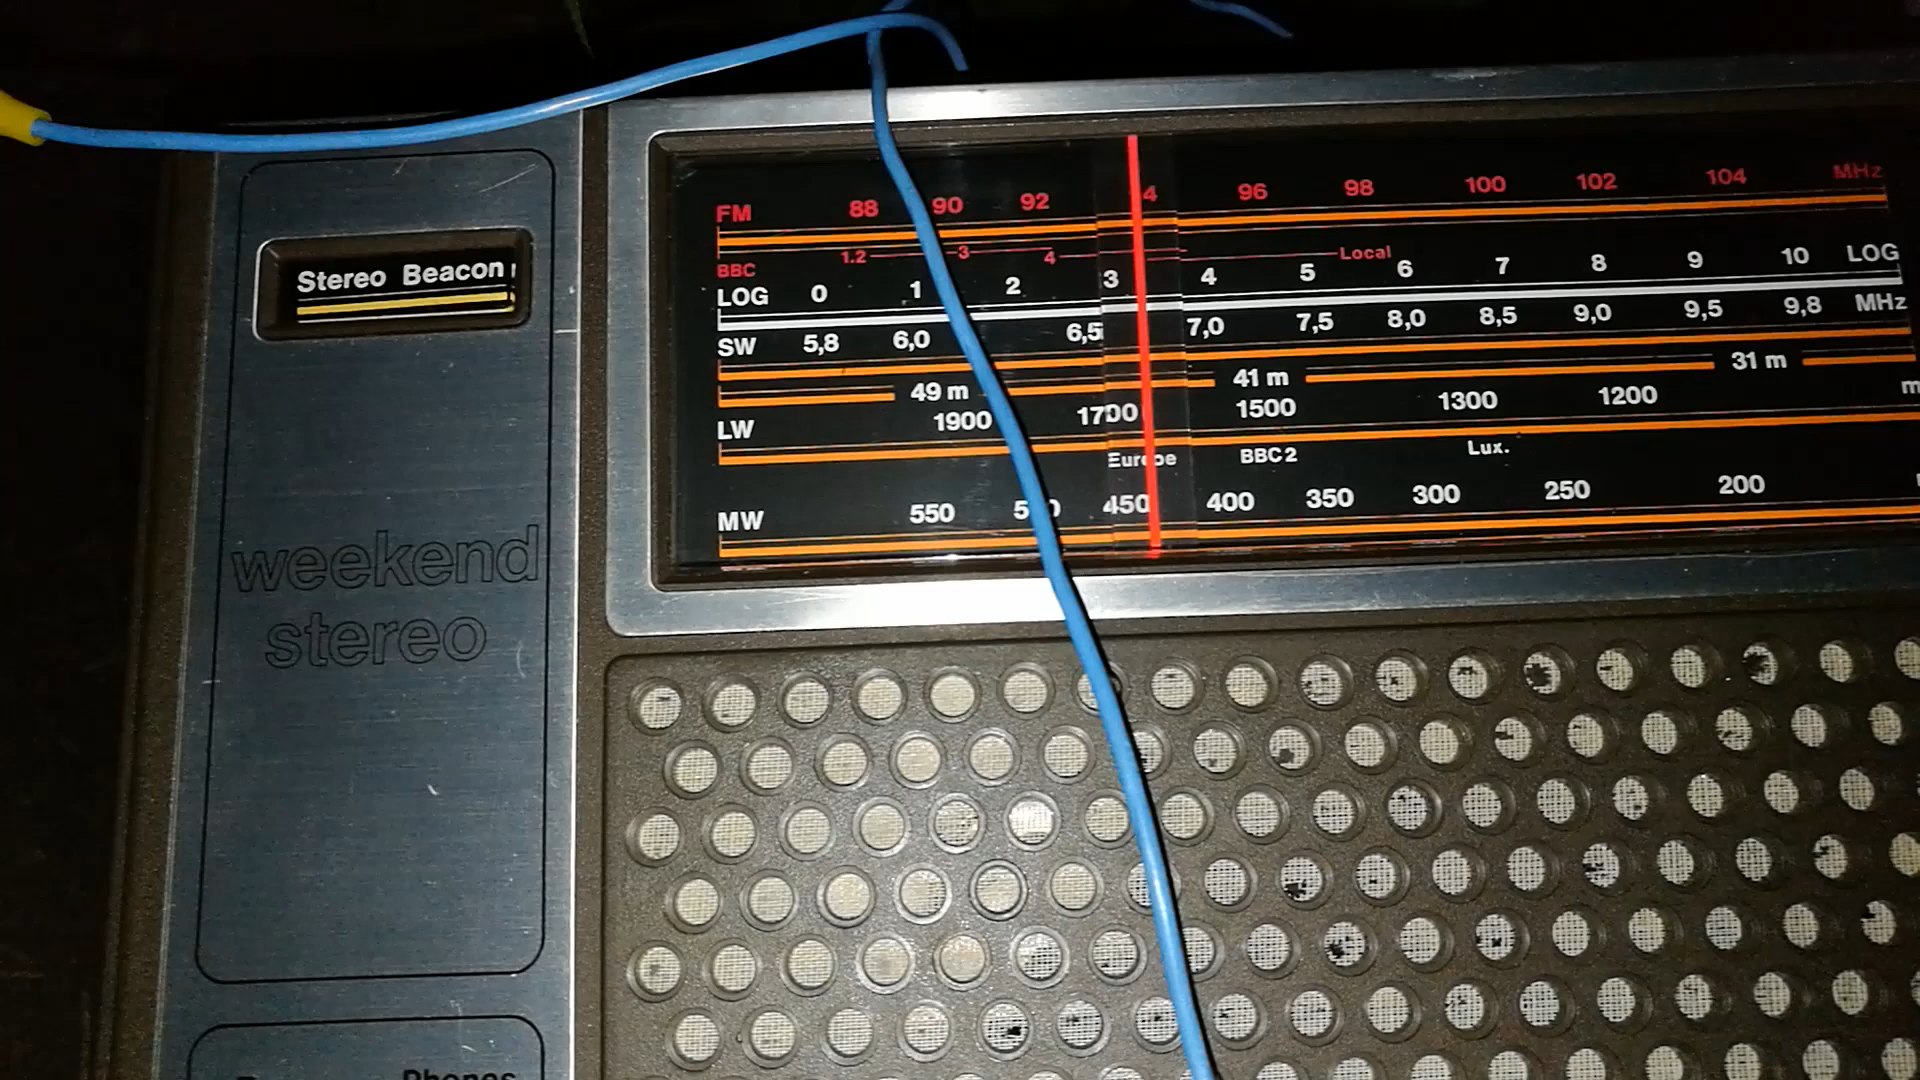 Stereo Beacon
weekend
stereo
Phones
FM 88 90 92 4 96 98 100 102 104 MHz
BBC 1.2 3 4 Local
LOG 0 1 2 3 4 5 6 7 8 9 10 LOG
SW 5,8 6,0 6,5 7,0 7,5 8,0 8,5 9,0 9,5 9,8 MHz
49 m 41 m 31 m
LW 1900 1700 1500 1300 1200 m
Europe BBC 2 Lux.
MW 550 450 400 350 300 250 200